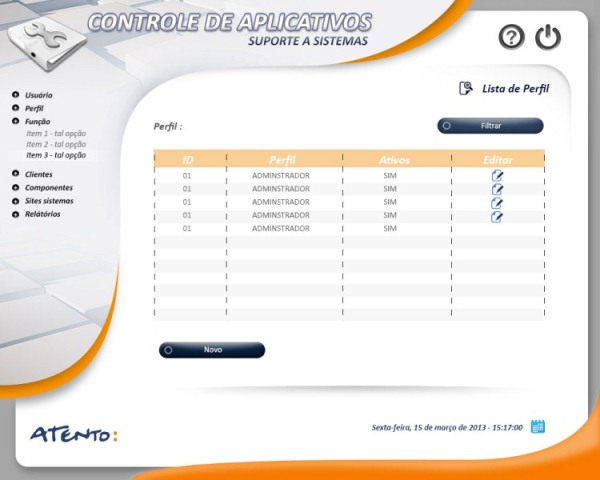 CONTROLE DE APLICATIVOS
SUPORTE A SISTEMAS
Lista de Perfil
Usuário
Perfil
Função
Item 1 - tal opção
Item 2 - tal opção
Item 3 - tal opção
Clientes
Componentes
Sites sistemas
Relatórios
Perfil :
Filtrar
ID Perfil Ativos Editar
01 ADMINSTRADOR SIM
01 ADMINSTRADOR SIM
01 ADMINSTRADOR SIM
01 ADMINSTRADOR SIM
01 ADMINSTRADOR SIM
Novo
ATENTO:
Sexta-feira, 15 de março de 2013 - 15:17:00